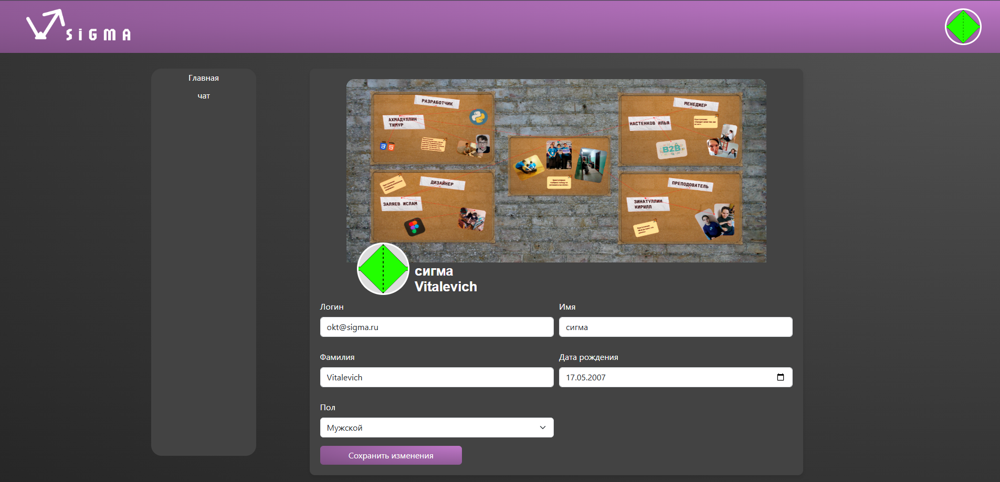 SiGMA
Главная
чат
РАЗРАБОТЧИК
АХМАДУЛЛИН
ТИМУР
МЕНЕДЖЕР
НАСТЕНКОВ ИЛЬЯ
B2B
ДИЗАЙНЕР
ЗАЛЯЕВ ИСЛАМ
ПРЕПОДОВАТЕЛЬ
ЗИНАТУЛЛИН
КИРИЛЛ
сигма
Vitalevich
Логин
Имя
okt@sigma.ru
сигма
Фамилия
Дата рождения
Vitalevich
17.05.2007
Пол
Мужской
Сохранить изменения